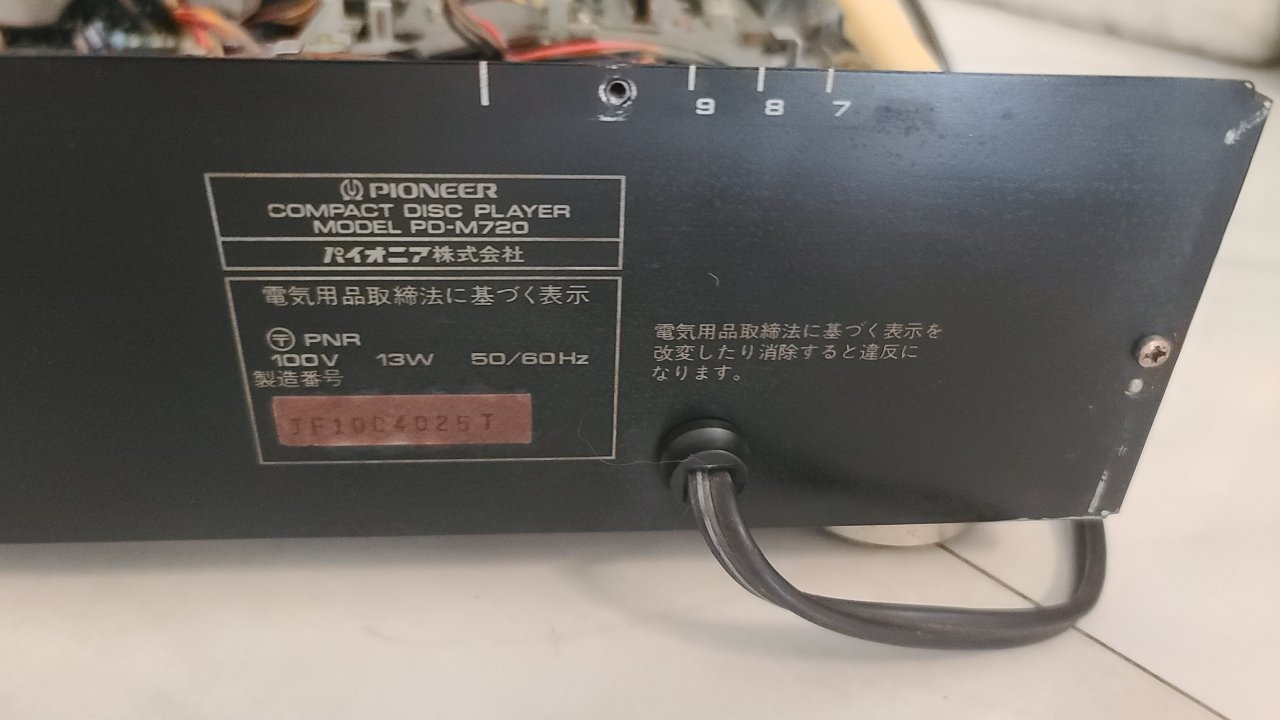 9 8 7
PIONEER
COMPACT DISC PLAYER
MODEL PD-M720
パイオニア株式会社
電気用品取締法に基づく表示
〒 PNR
100V 13W 50/60Hz
製造番号
JF10C4025T
電気用品取締法に基づく表示を
改変したり消除すると違反に
なります。